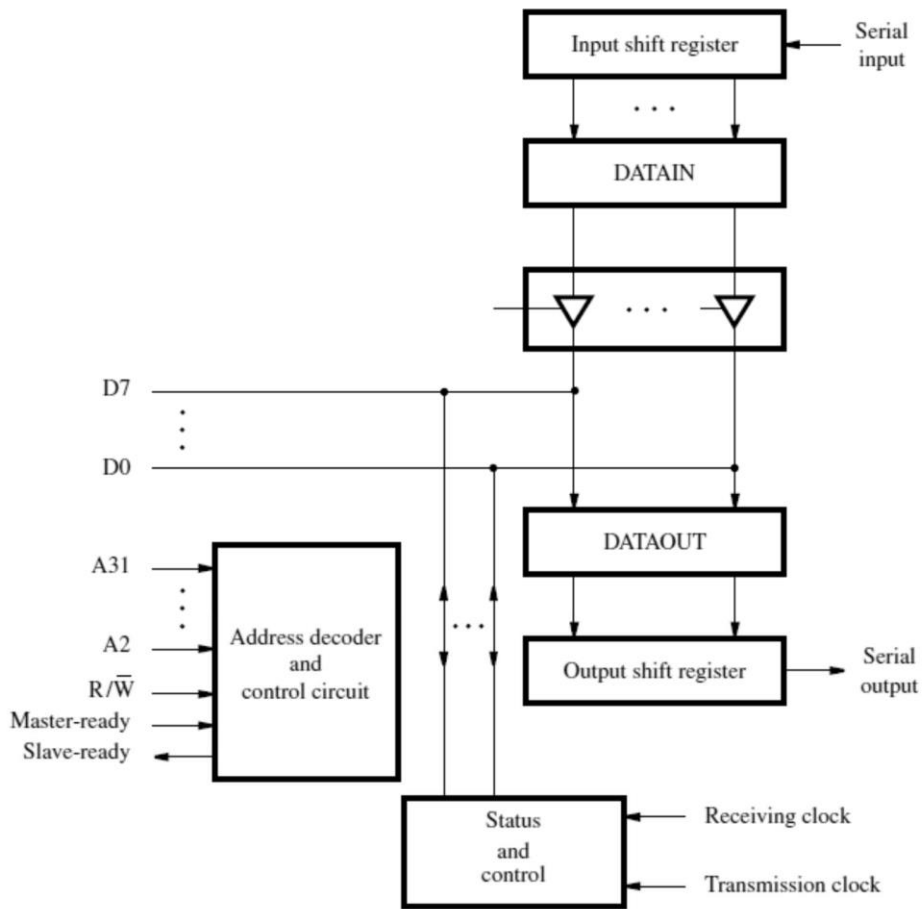 Input shift register
Serial
input
DATAIN
D7
D0
DATAOUT
A31
A2
R/W̅
Master-ready
Slave-ready
Address decoder
and
control circuit
Output shift register
Serial
output
Status
and
control
Receiving clock
Transmission clock